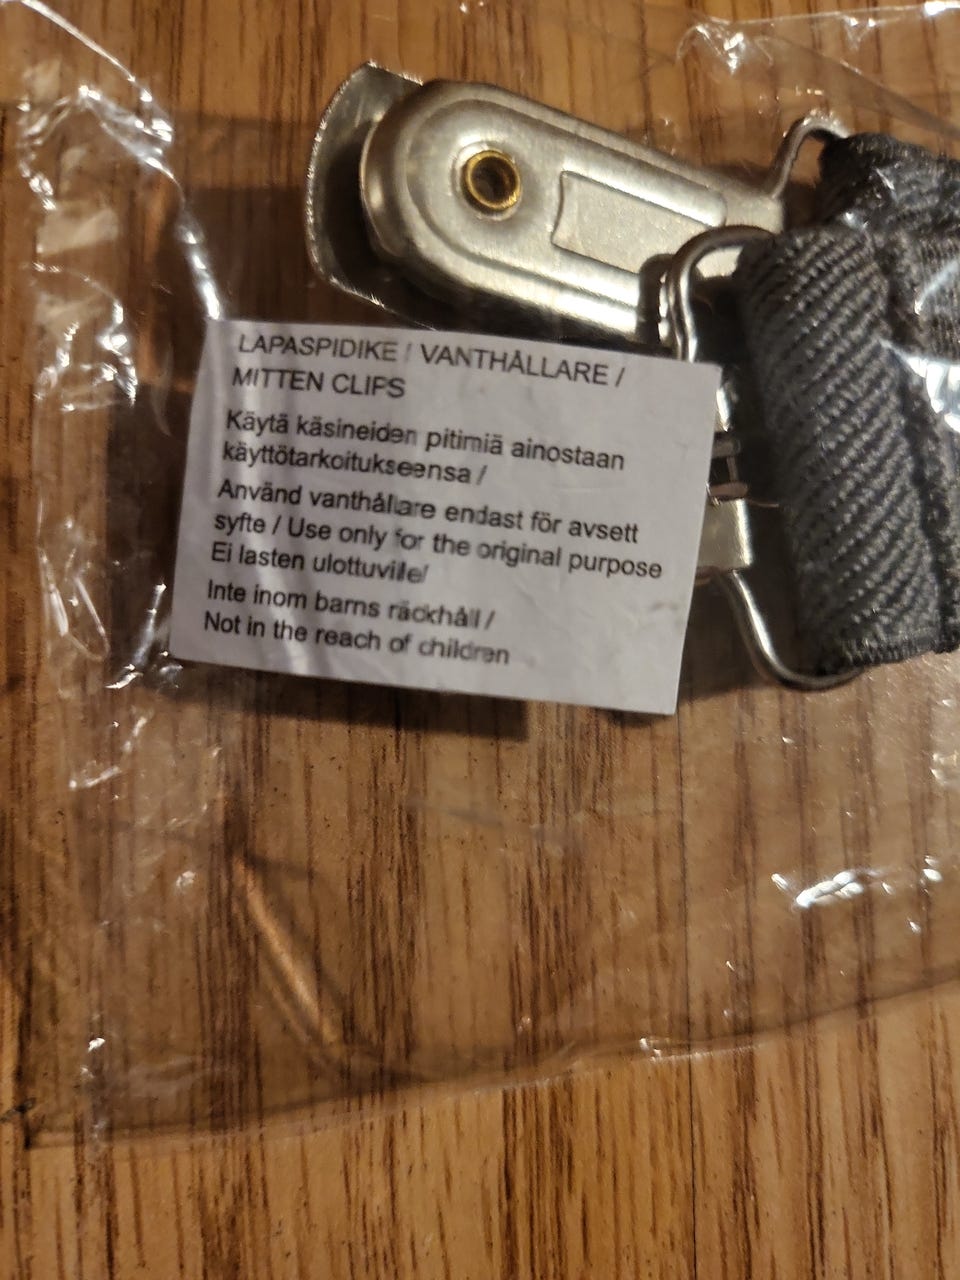 LAPASPIDIKE / VANTHÅLLARE /
MITTEN CLIPS
Käytä käsineiden pitimiä ainostaan
käyttötarkoitukseensa /
Använd vanthållare endast för avsett
syfte / Use only for the original purpose
Ei lasten ulottuville/
Inte inom barns räckhåll /
Not in the reach of children